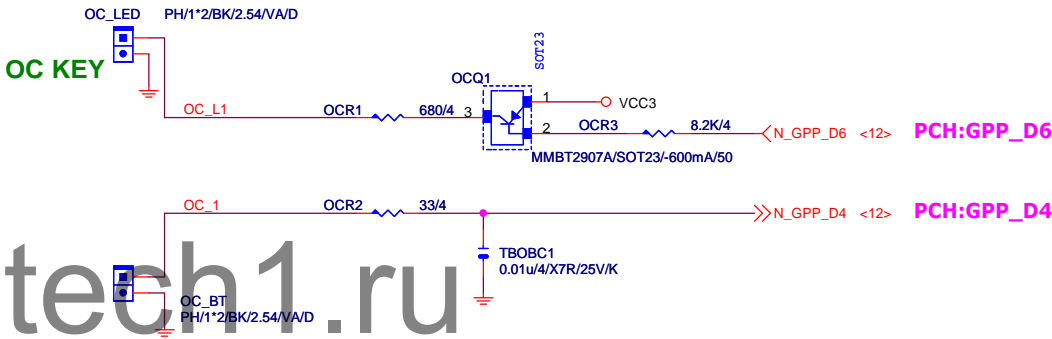 OC_LED PH/1*2/BK/2.54/VA/D
OC KEY
SOT23
OCQ1
1 VCC3
OC_L1 OCR1 680/4 3
2 OCR3 8.2K/4 N_GPP_D6 <12> PCH:GPP_D6
MMBT2907A/SOT23/-600mA/50
OC_1 OCR2 33/4 N_GPP_D4 <12> PCH:GPP_D4
TBOBC1
0.01u/4/X7R/25V/K
tech1.ru
OC_BT
PH/1*2/BK/2.54/VA/D